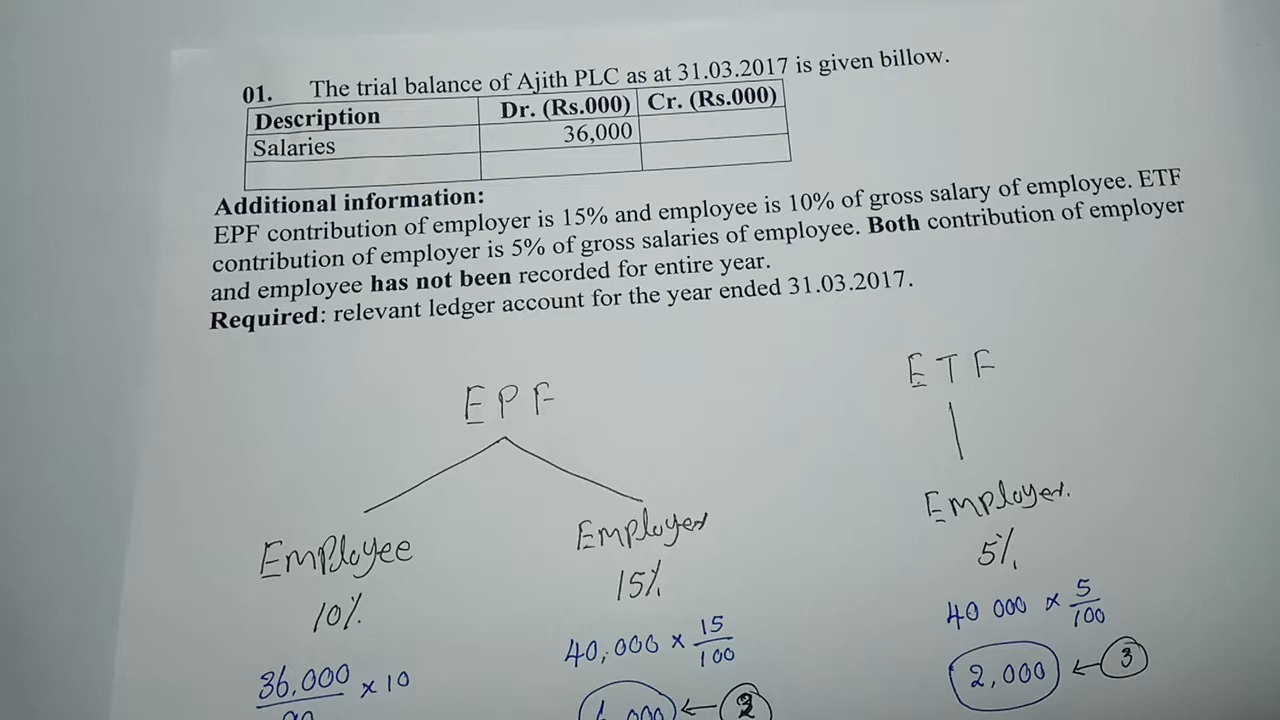 01. The trial balance of Ajith PLC as at 31.03.2017 is given billow.
Description Dr. (Rs.000) Cr. (Rs.000)
Salaries 36,000
Additional information:
EPF contribution of employer is 15% and employee is 10% of gross salary of employee. ETF
contribution of employer is 5% of gross salaries of employee. Both contribution of employer
and employee has not been recorded for entire year.
Required: relevant ledger account for the year ended 31.03.2017.
EPF
ETF
Employee
Employer
Employer.
10%
15%
5%
36,000 × 10
40,000 × 15
100
40 000 × 5
100
2,000 ← 3